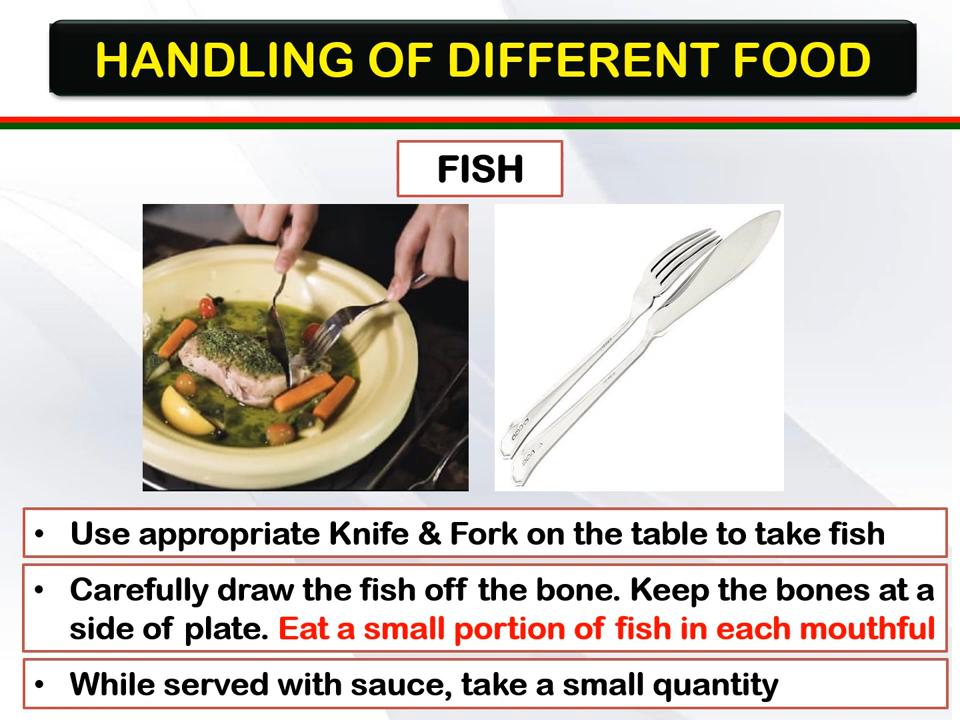 HANDLING OF DIFFERENT FOOD
FISH
• Use appropriate Knife & Fork on the table to take fish
• Carefully draw the fish off the bone. Keep the bones at a
side of plate. Eat a small portion of fish in each mouthful
• While served with sauce, take a small quantity